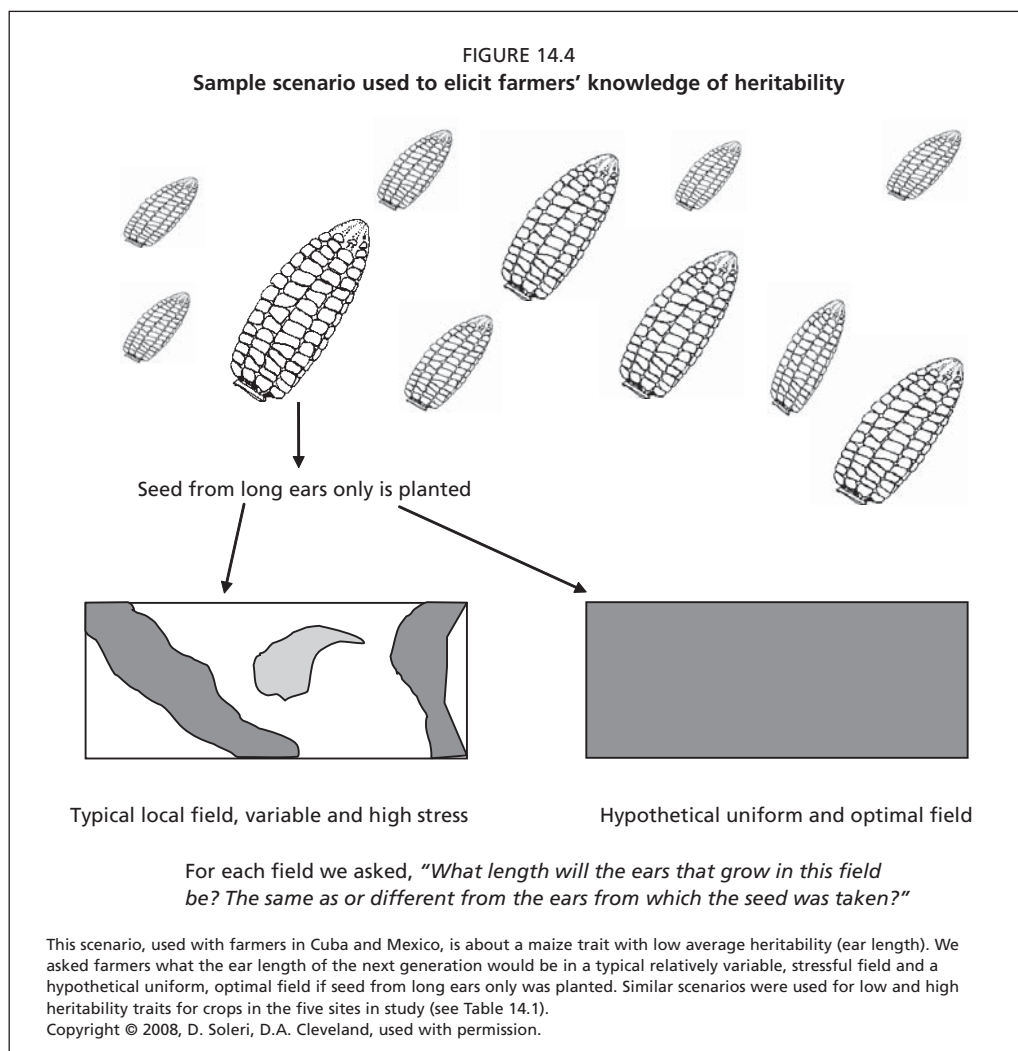 FIGURE 14.4
Sample scenario used to elicit farmers’ knowledge of heritability
Seed from long ears only is planted
Typical local field, variable and high stress
Hypothetical uniform and optimal field
For each field we asked, “What length will the ears that grow in this field
be? The same as or different from the ears from which the seed was taken?”
This scenario, used with farmers in Cuba and Mexico, is about a maize trait with low average heritability (ear length). We
asked farmers what the ear length of the next generation would be in a typical relatively variable, stressful field and a
hypothetical uniform, optimal field if seed from long ears only was planted. Similar scenarios were used for low and high
heritability traits for crops in the five sites in study (see Table 14.1).
Copyright © 2008, D. Soleri, D.A. Cleveland, used with permission.